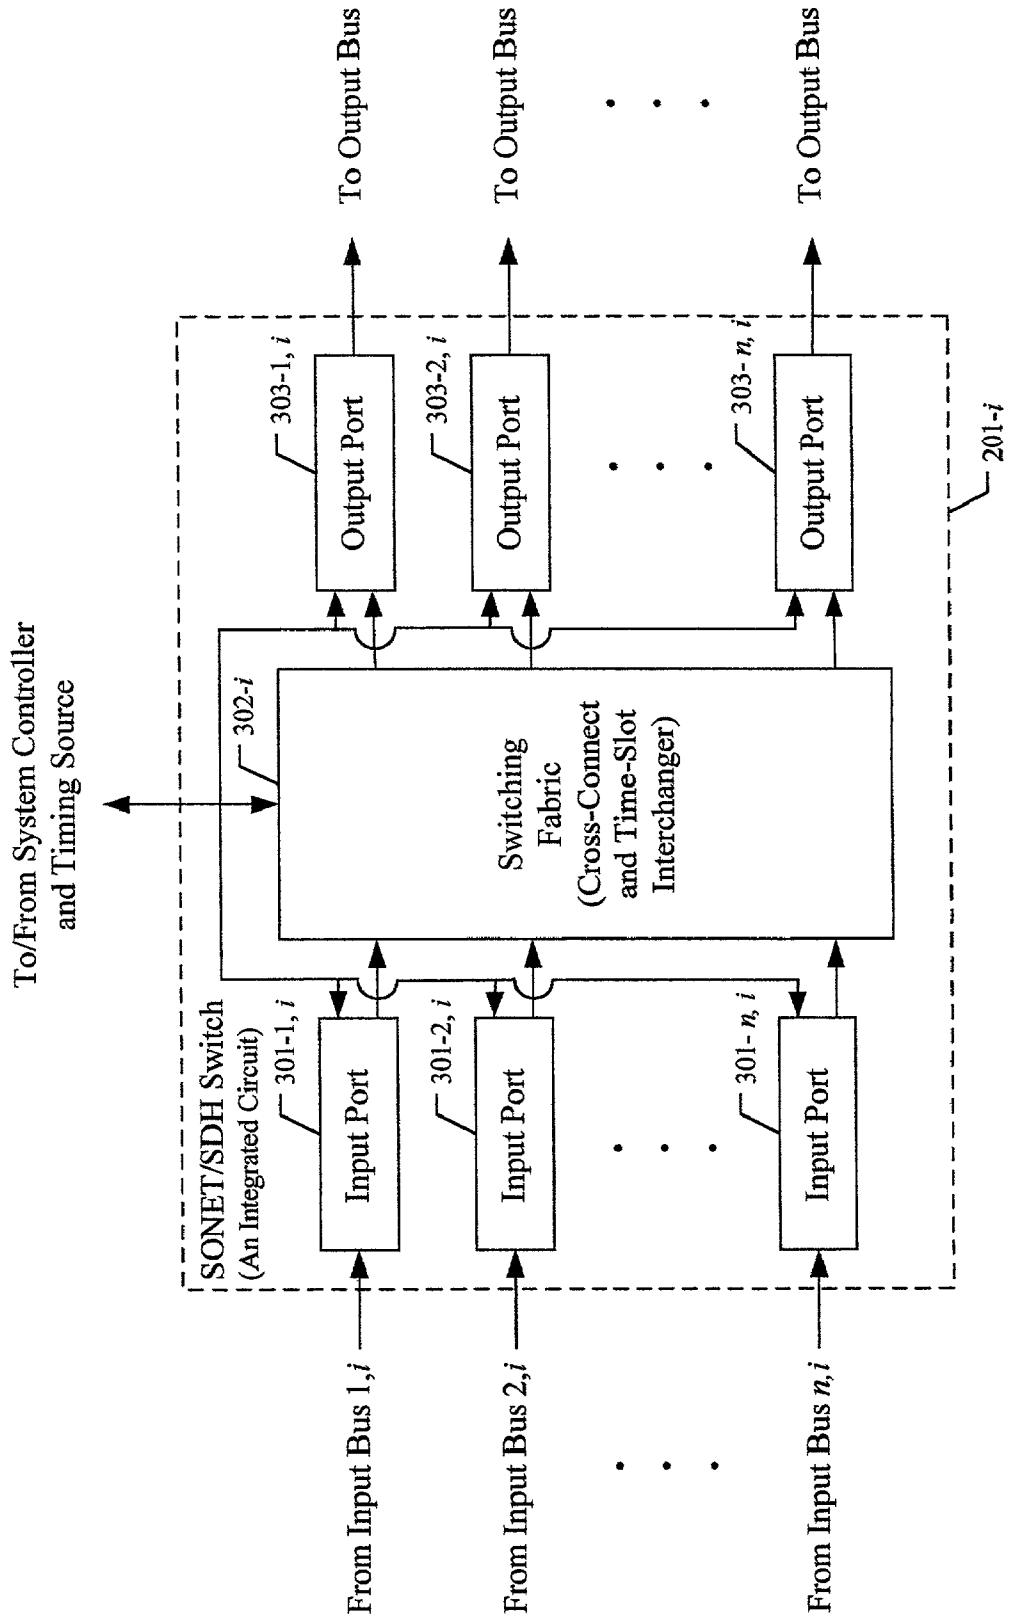 To/From System Controller
and Timing Source
SONET/SDH Switch
(An Integrated Circuit)
302-i
From Input Bus 1,i
301-1, i
Input Port
303-1, i
Output Port
To Output Bus
From Input Bus 2,i
301-2, i
Input Port
303-2, i
Output Port
To Output Bus
Switching
Fabric
(Cross-Connect
and Time-Slot
Interchanger)
. . .
. . .
. . .
. . .
From Input Bus n,i
301- n, i
Input Port
303- n, i
Output Port
To Output Bus
201-i